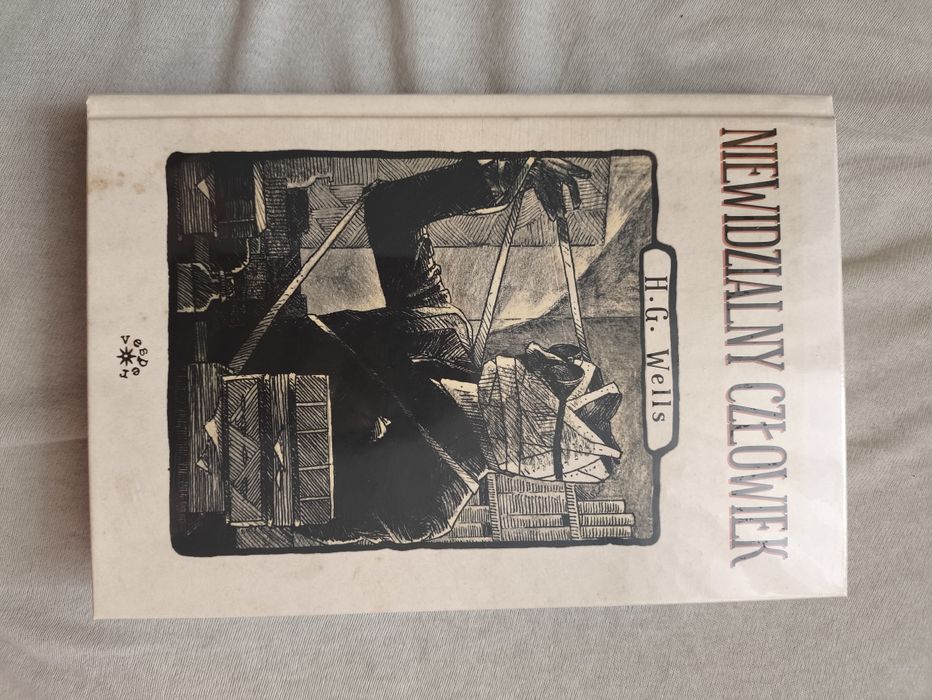 NIEWIDZIALNY CZŁOWIEK
H.G. Wells
VESPER